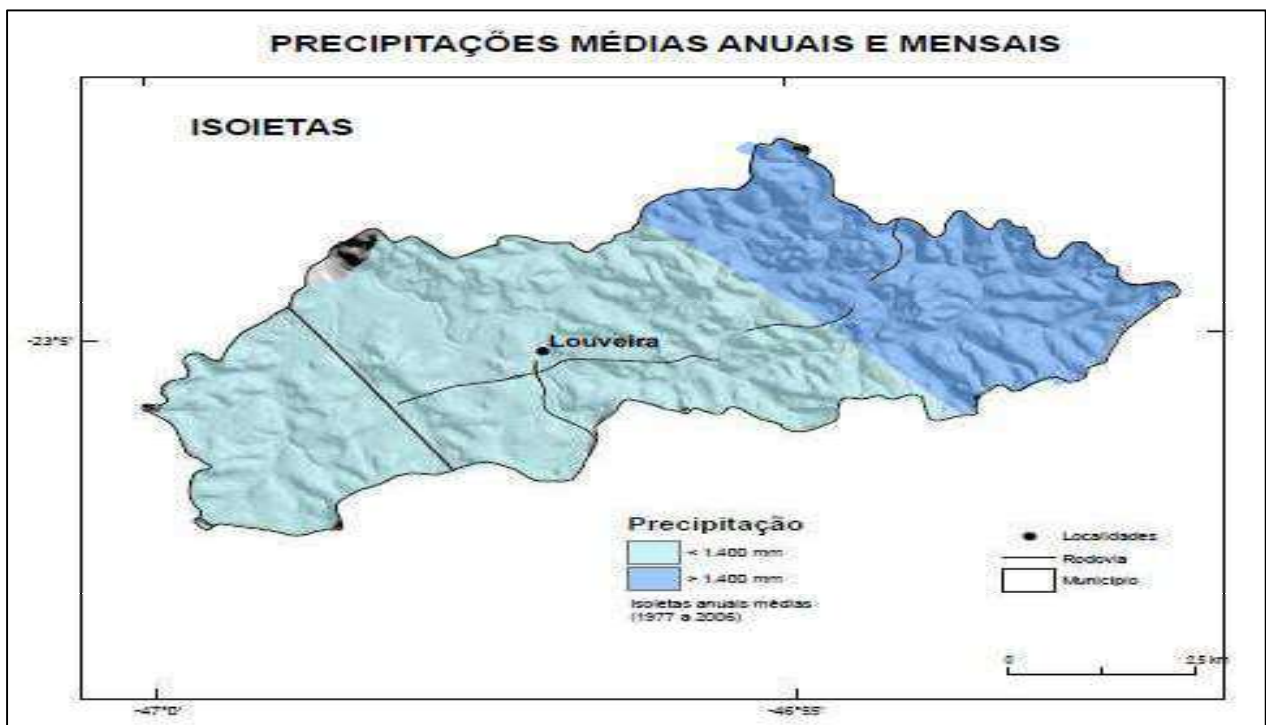 PRECIPITAÇÕES MÉDIAS ANUAIS E MENSAIS
ISOIETAS
Louveira
-23°5'
Precipitação
< 1.400 mm
> 1.400 mm
Isoietas anuais médias
(1977 a 2006)
Localidades
Rodovia
Município
0 2,5 km
-47°0' -46°55'